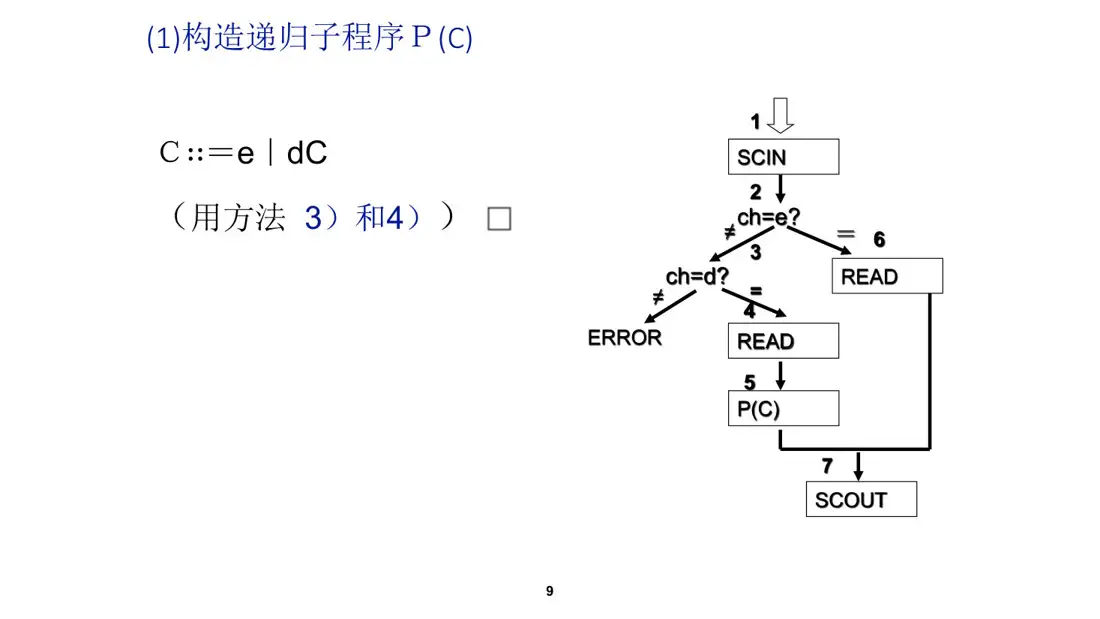 (1)构造递归子程序P(C)
C::=e | dC
（用方法 3）和4）） □
1
SCIN
2
ch=e?
≠
3
= 6
ch=d?
READ
≠
=
4
ERROR
READ
5
P(C)
7
SCOUT
9